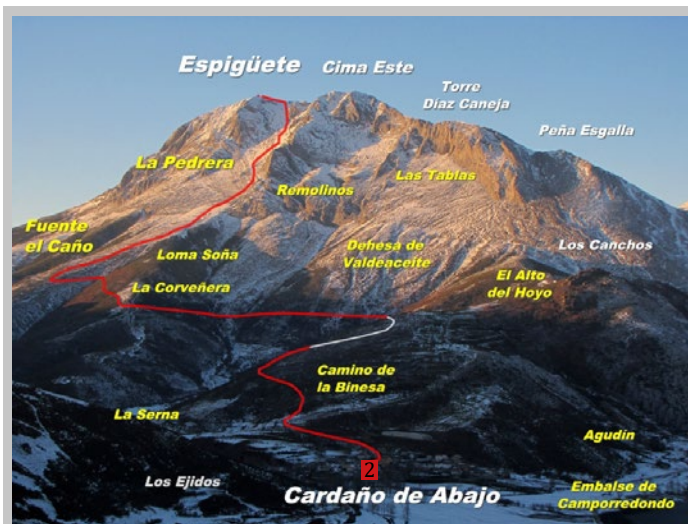 Espigüete
Cima Este
Torre
Díaz Caneja
Peña Esgalla
La Pedrera
Remolinos
Las Tablas
Fuente
el Caño
Loma Soña
Dehesa de
Valdeaceite
Los Canchos
El Alto
del Hoyo
La Corveñera
Camino de
la Binesa
La Serna
Agudín
2
Los Ejidos
Cardaño de Abajo
Embalse de
Camporredondo